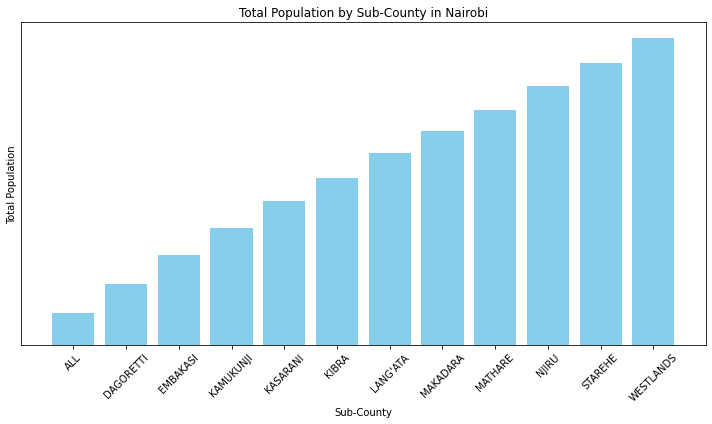 Total Population by Sub-County in Nairobi
Total Population
ALL
DAGORETTI
EMBAKASI
KAMUKUNJI
KASARANI
KIBRA
LANG'ATA
MAKADARA
MATHARE
NJIRU
STAREHE
WESTLANDS
Sub-County